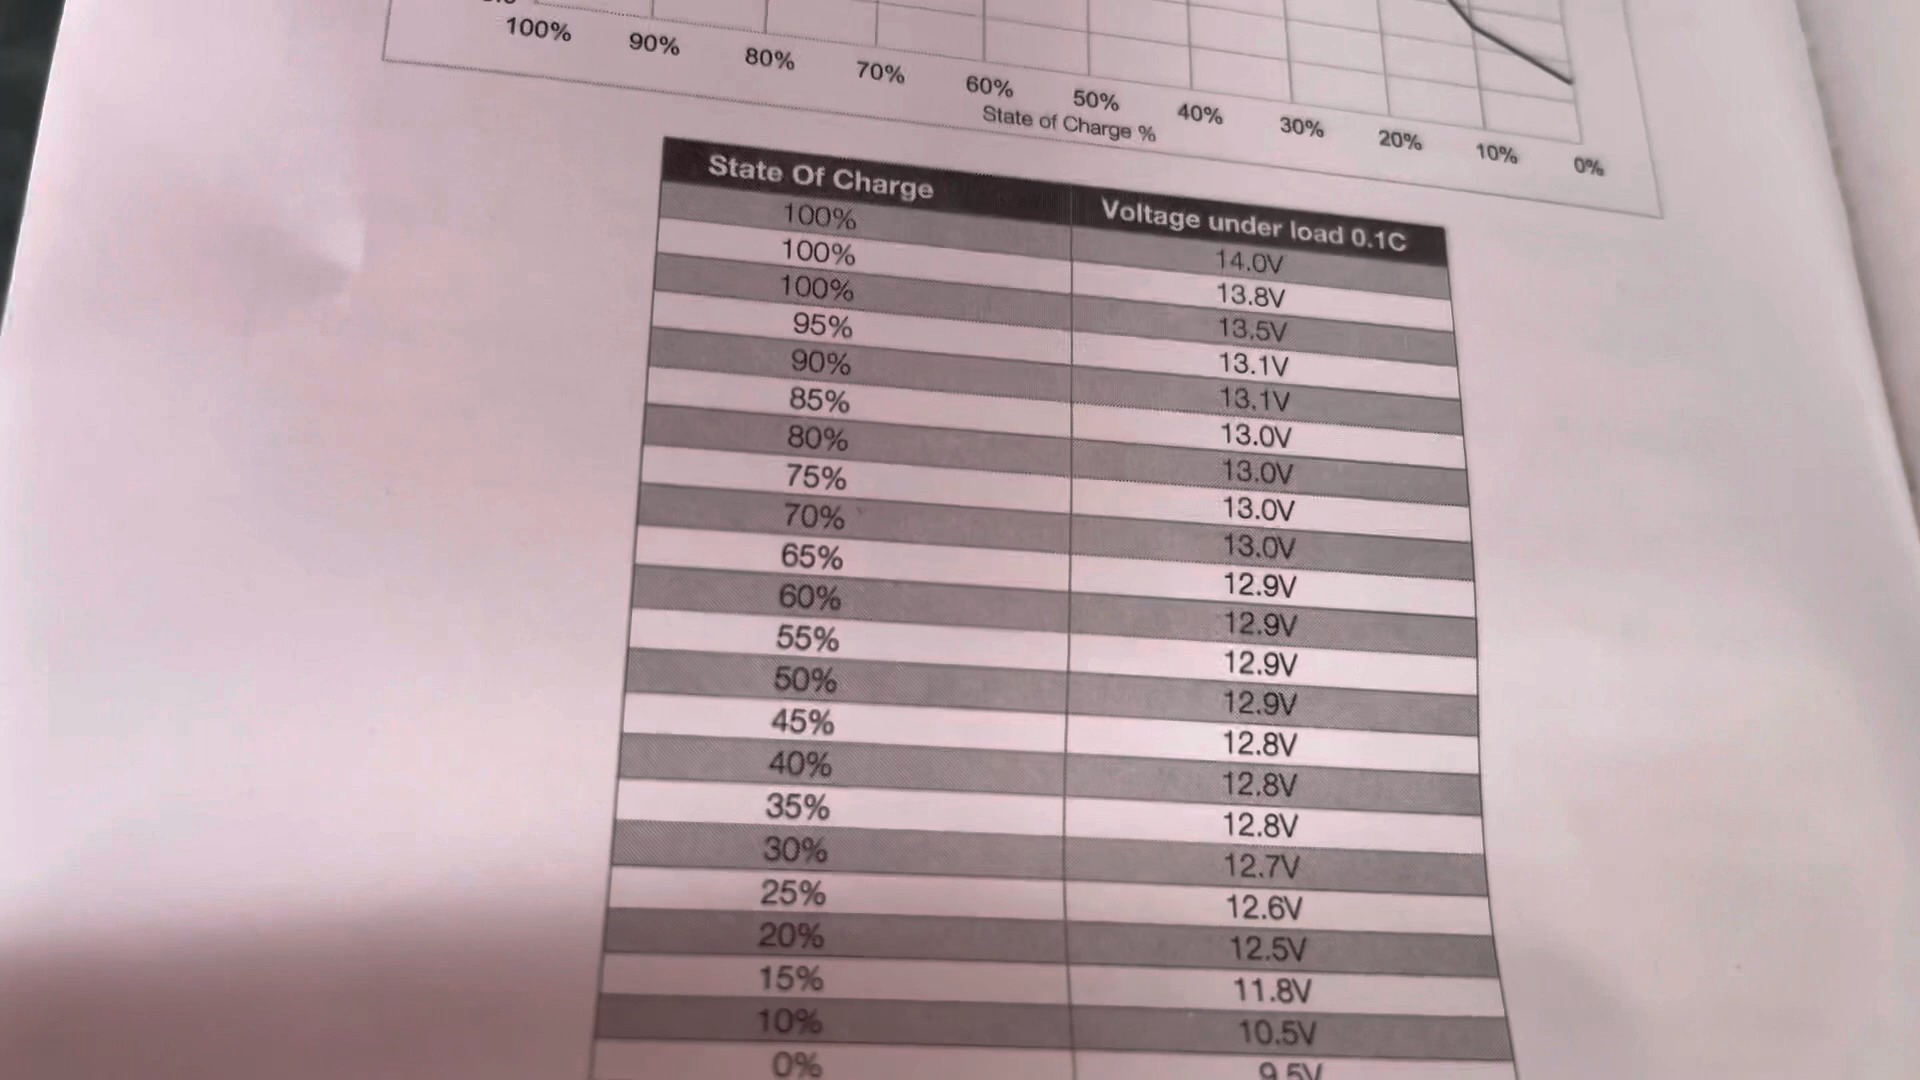 100% 90% 80% 70% 60% 50% 40% 30% 20% 10% 0%
State of Charge %
State Of Charge Voltage under load 0.1C
100% 14.0V
100% 13.8V
100% 13.5V
95% 13.1V
90% 13.1V
85% 13.0V
80% 13.0V
75% 13.0V
70% 13.0V
65% 12.9V
60% 12.9V
55% 12.9V
50% 12.9V
45% 12.8V
40% 12.8V
35% 12.8V
30% 12.7V
25% 12.6V
20% 12.5V
15% 11.8V
10% 10.5V
0% 9.5V